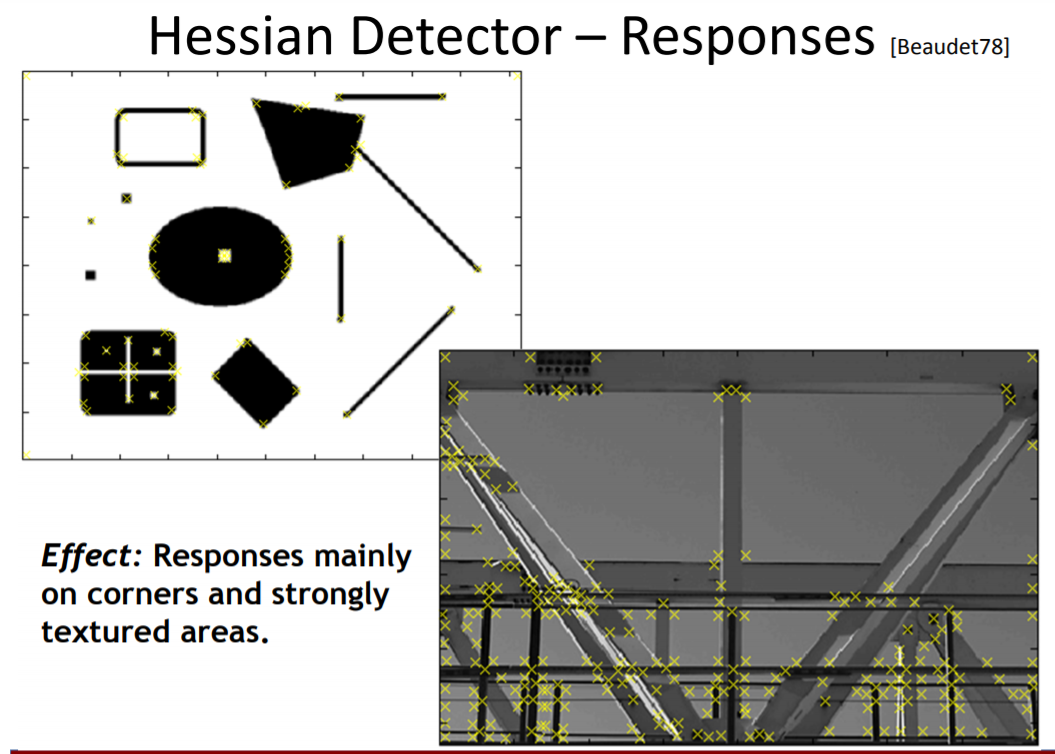 Hessian Detector – Responses [Beaudet78]
Effect: Responses mainly
on corners and strongly
textured areas.